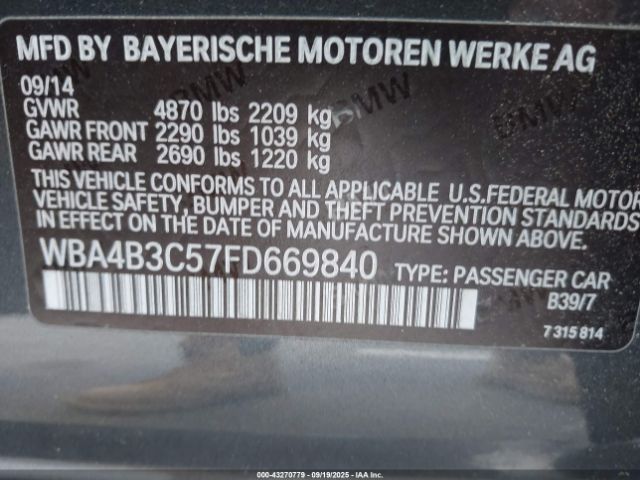 MFD BY BAYERISCHE MOTOREN WERKE AG
09/14
GVWR 4870 lbs 2209 kg
GAWR FRONT 2290 lbs 1039 kg
GAWR REAR 2690 lbs 1220 kg
THIS VEHICLE CONFORMS TO ALL APPLICABLE U.S.FEDERAL MOTOR
VEHICLE SAFETY, BUMPER AND THEFT PREVENTION STANDARDS
IN EFFECT ON THE DATE OF MANUFACTURE SHOWN ABOVE.
WBA4B3C57FD669840 TYPE: PASSENGER CAR
B39/7
7 315 814
BMW
BMW
BMW
000-43270779 - 09/19/2025 - IAA Inc.